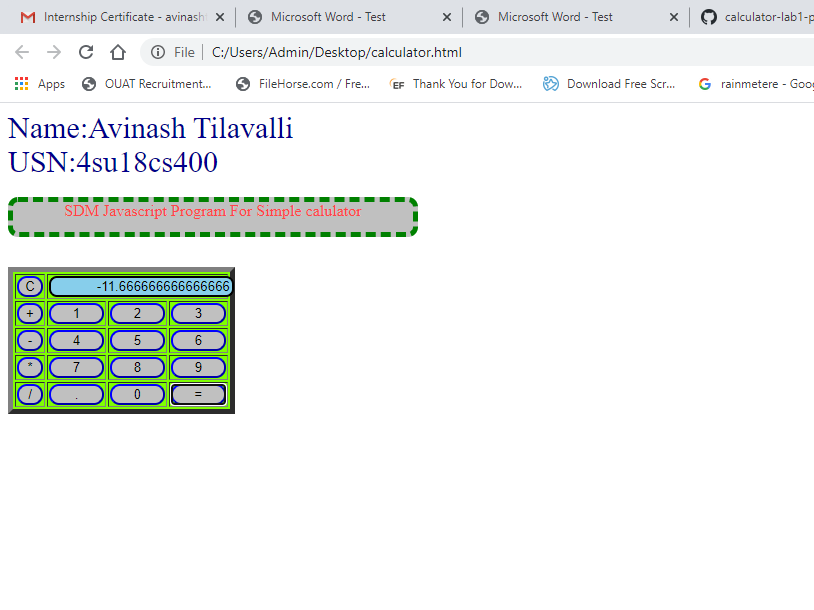 Internship Certificate - avinash
Microsoft Word - Test
Microsoft Word - Test
calculator-lab1-p
File
C:/Users/Admin/Desktop/calculator.html
Apps
OUAT Recruitment...
FileHorse.com / Fre...
EF
Thank You for Dow...
Download Free Scr...
G
rainmetere - Goog
Name:Avinash Tilavalli
USN:4su18cs400
SDM Javascript Program For Simple calulator
C -11.666666666666666
+ 1 2 3
- 4 5 6
* 7 8 9
/ . 0 =